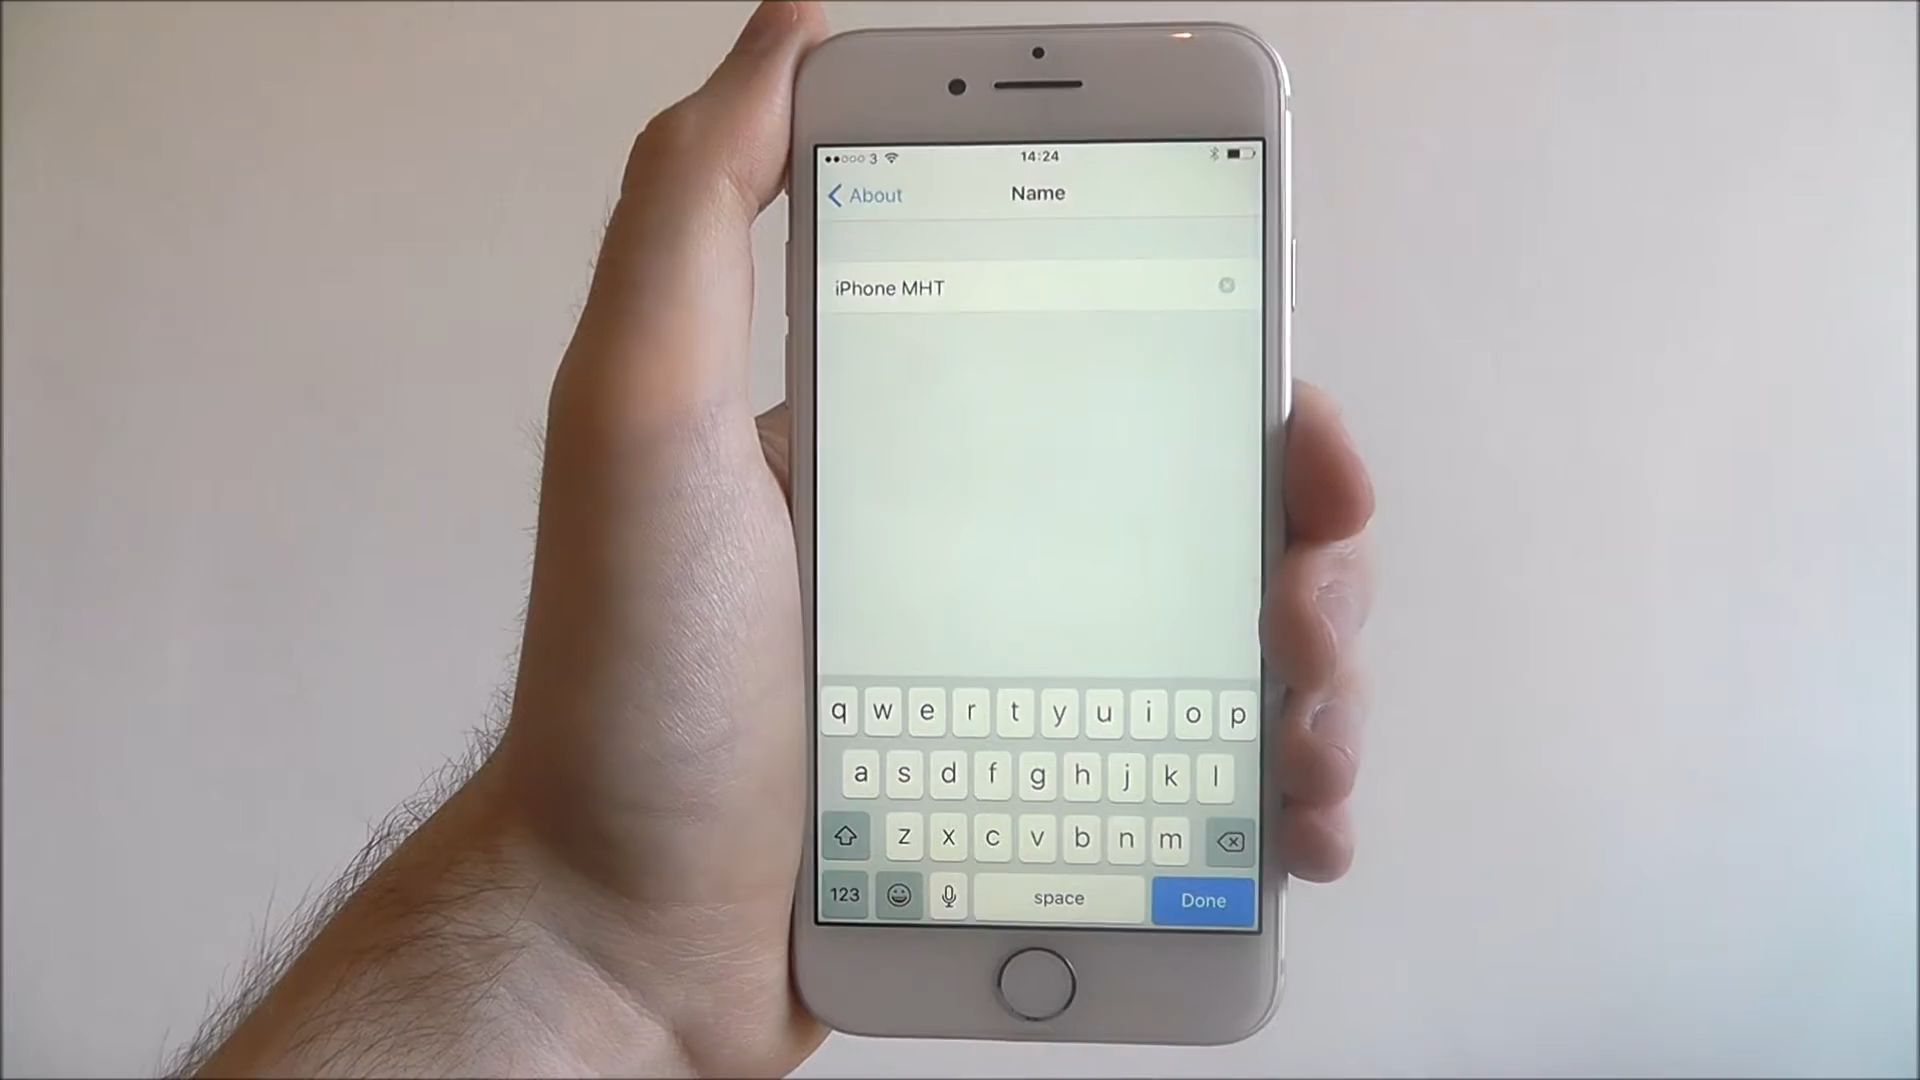 3 14:24
About Name
iPhone MHT
q w e r t y u i o p
a s d f g h j k l
z x c v b n m
123 space Done